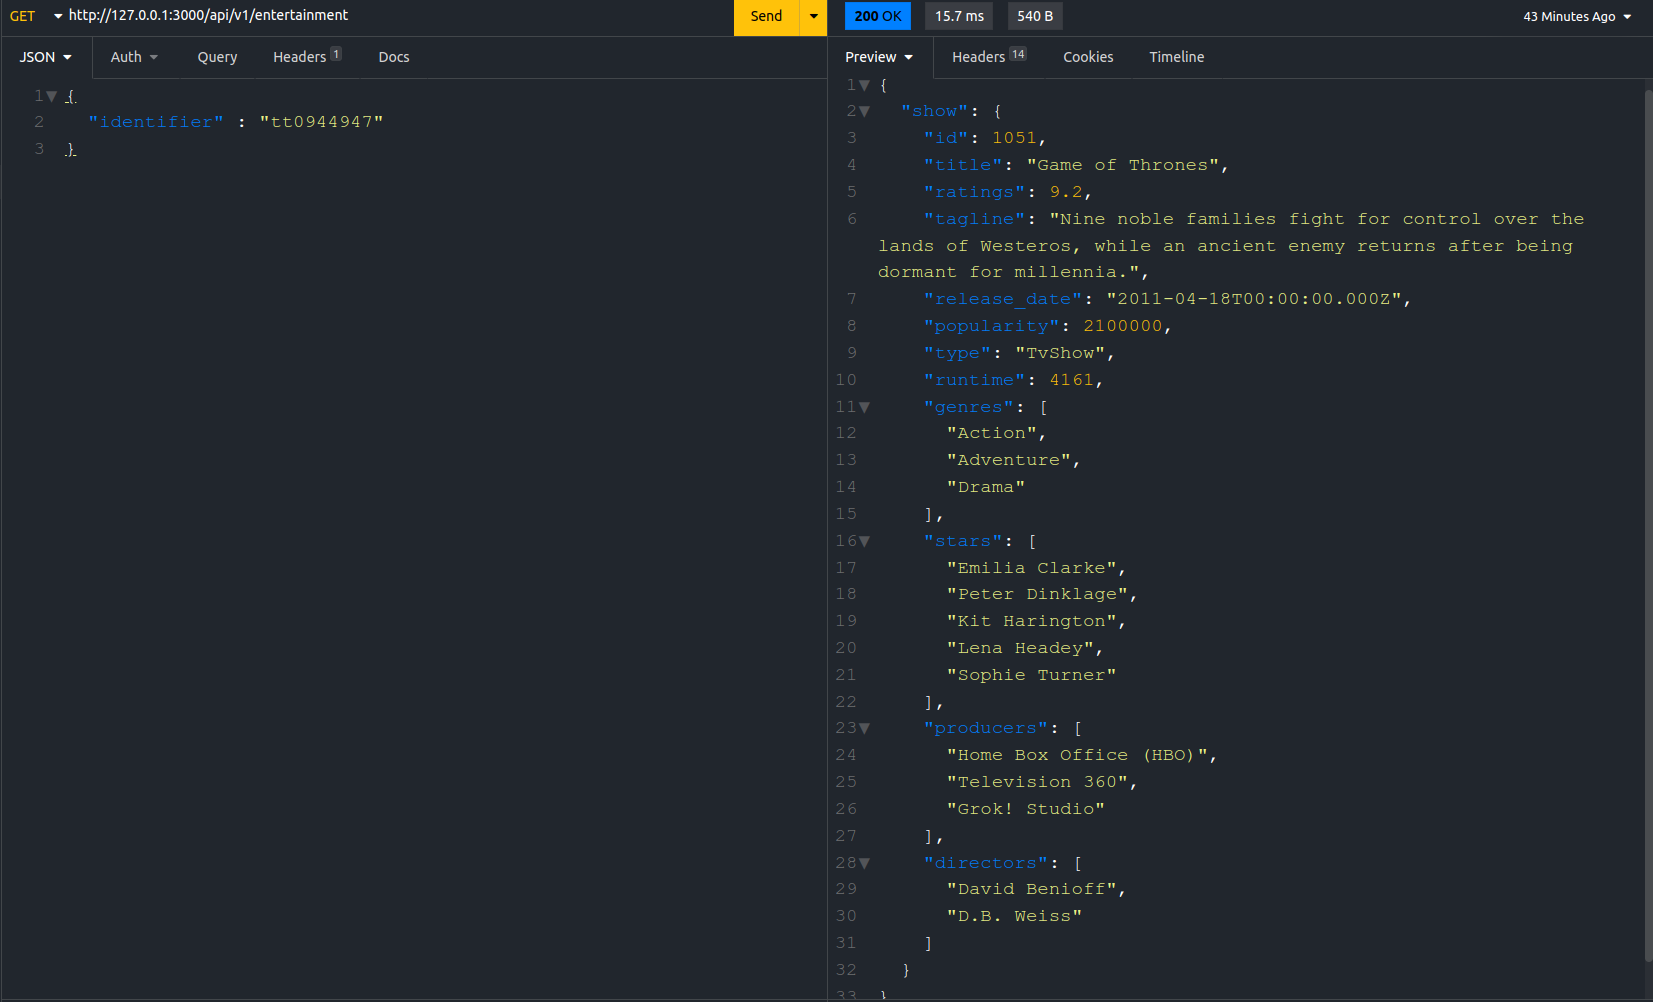 GET http://127.0.0.1:3000/api/v1/entertainment Send 200 OK 15.7 ms 540 B 43 Minutes Ago
JSON Auth Query Headers 1 Docs
1 {
2 "identifier" : "tt0944947"
3 }
Preview Headers 14 Cookies Timeline
1 {
2 "show": {
3 "id": 1051,
4 "title": "Game of Thrones",
5 "ratings": 9.2,
6 "tagline": "Nine noble families fight for control over the
lands of Westeros, while an ancient enemy returns after being
dormant for millennia.",
7 "release_date": "2011-04-18T00:00:00.000Z",
8 "popularity": 2100000,
9 "type": "TvShow",
10 "runtime": 4161,
11 "genres": [
12 "Action",
13 "Adventure",
14 "Drama"
15 ],
16 "stars": [
17 "Emilia Clarke",
18 "Peter Dinklage",
19 "Kit Harington",
20 "Lena Headey",
21 "Sophie Turner"
22 ],
23 "producers": [
24 "Home Box Office (HBO)",
25 "Television 360",
26 "Grok! Studio"
27 ],
28 "directors": [
29 "David Benioff",
30 "D.B. Weiss"
31 ]
32 }
33 }